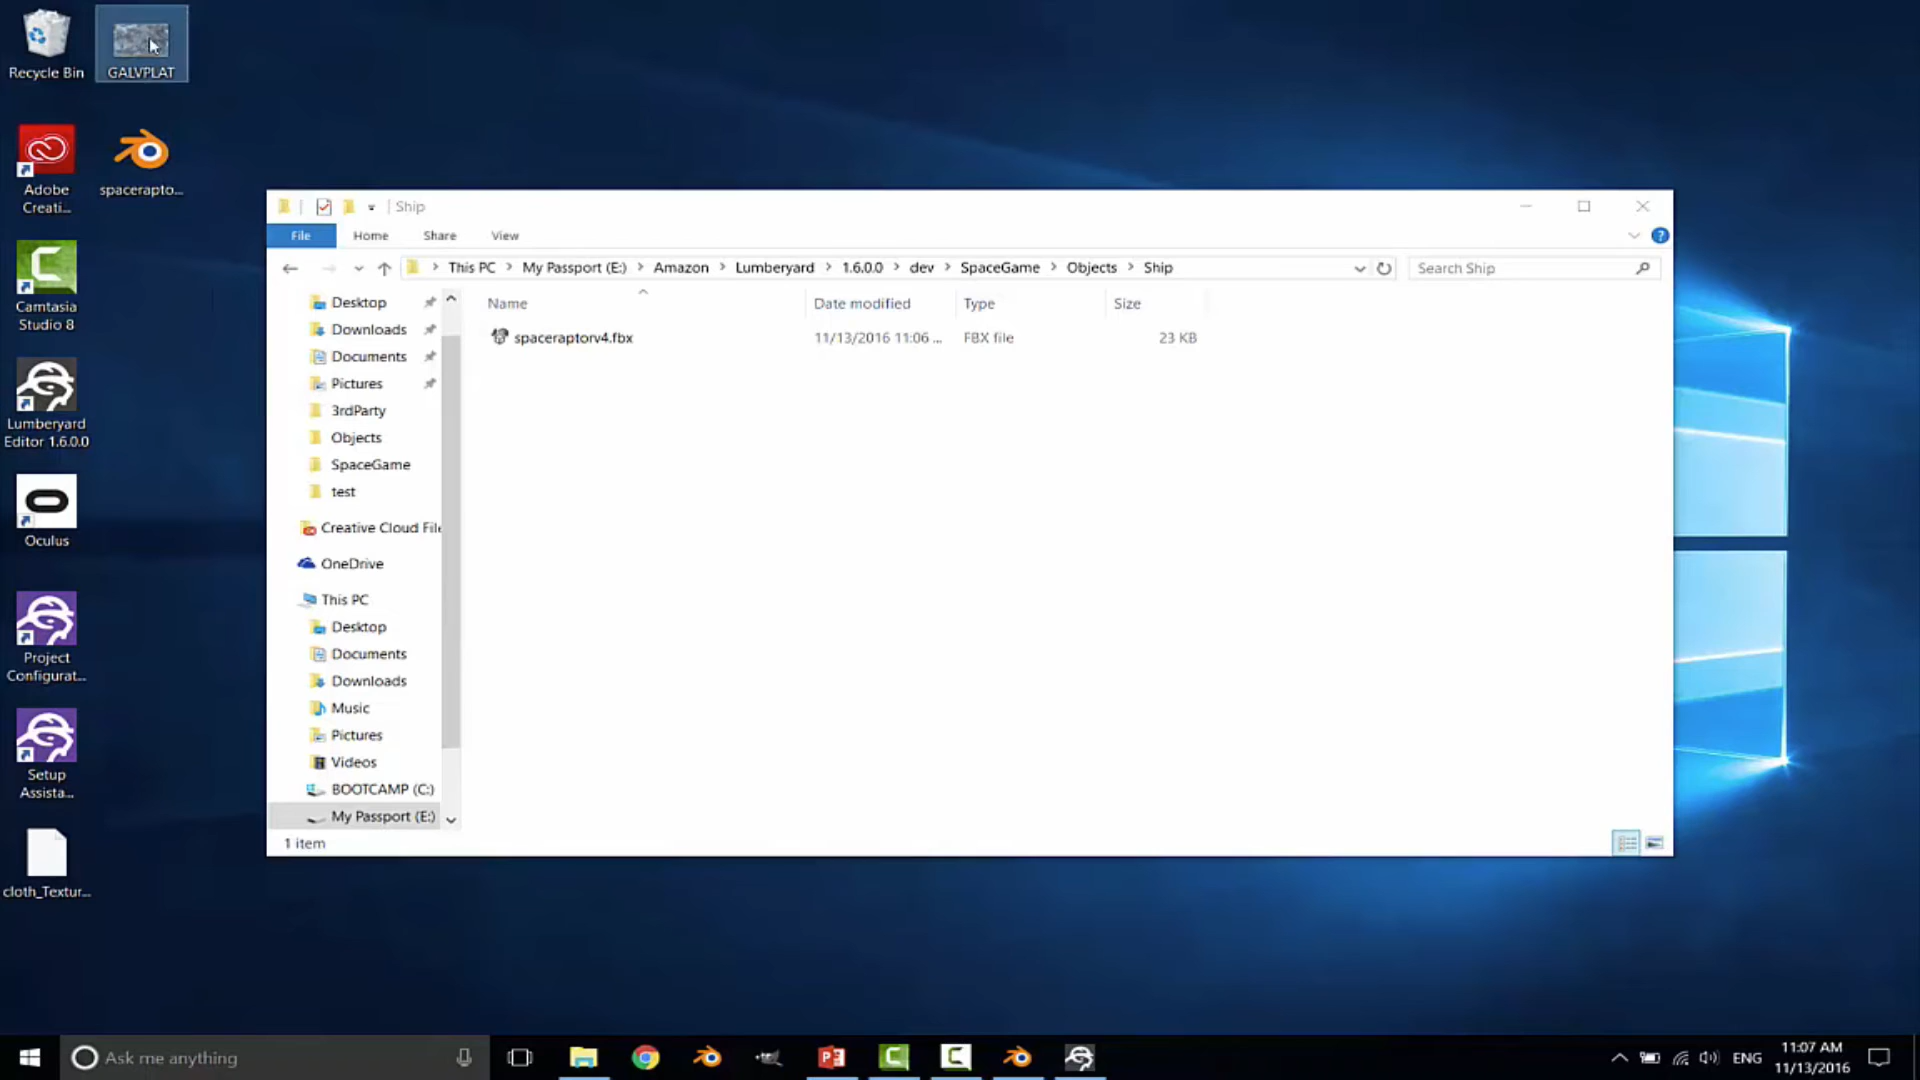 Recycle Bin
GALVPLAT
Adobe
Creati...
spacerapto...
Camtasia
Studio 8
Lumberyard
Editor 1.6.0.0
Oculus
Project
Configurat...
Setup
Assista...
cloth_Textur...
Ship
File Home Share View
This PC > My Passport (E:) > Amazon > Lumberyard > 1.6.0.0 > dev > SpaceGame > Objects > Ship
Search Ship
Name Date modified Type Size
spaceraptorv4.fbx 11/13/2016 11:06 ... FBX file 23 KB
Desktop
Downloads
Documents
Pictures
3rdParty
Objects
SpaceGame
test
Creative Cloud File
OneDrive
This PC
Desktop
Documents
Downloads
Music
Pictures
Videos
BOOTCAMP (C:)
My Passport (E:)
1 item
Ask me anything
ENG
11:07 AM
11/13/2016